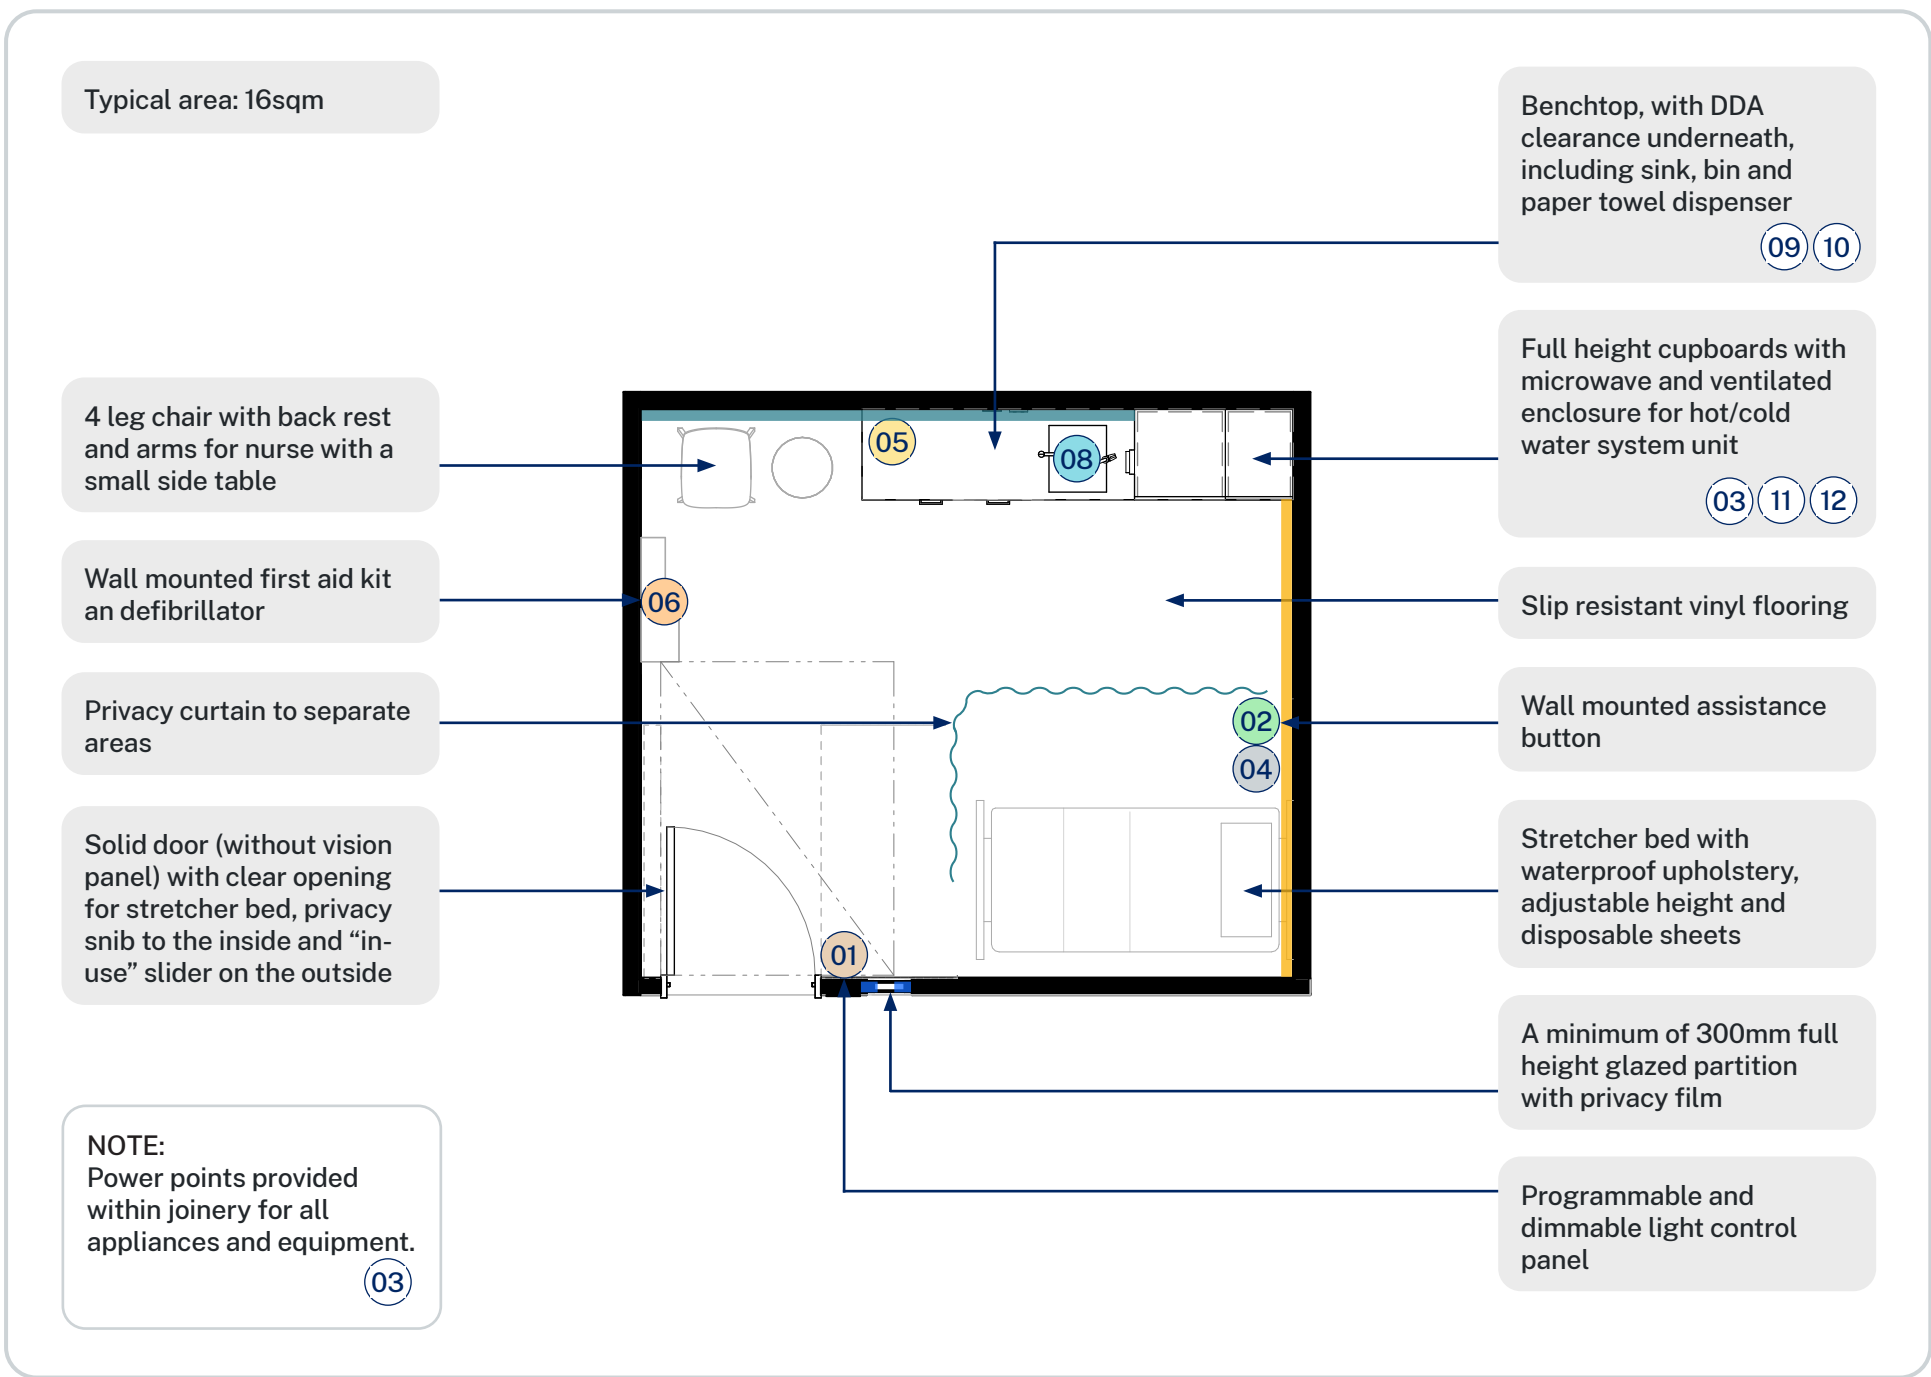 Typical area: 16sqm
4 leg chair with back rest
and arms for nurse with a
small side table
Wall mounted first aid kit
an defibrillator
Privacy curtain to separate
areas
Solid door (without vision
panel) with clear opening
for stretcher bed, privacy
snib to the inside and “in-
use” slider on the outside
NOTE:
Power points provided
within joinery for all
appliances and equipment.
03
05
08
06
02
04
01
Benchtop, with DDA
clearance underneath,
including sink, bin and
paper towel dispenser
09 10
Full height cupboards with
microwave and ventilated
enclosure for hot/cold
water system unit
03 11 12
Slip resistant vinyl flooring
Wall mounted assistance
button
Stretcher bed with
waterproof upholstery,
adjustable height and
disposable sheets
A minimum of 300mm full
height glazed partition
with privacy film
Programmable and
dimmable light control
panel